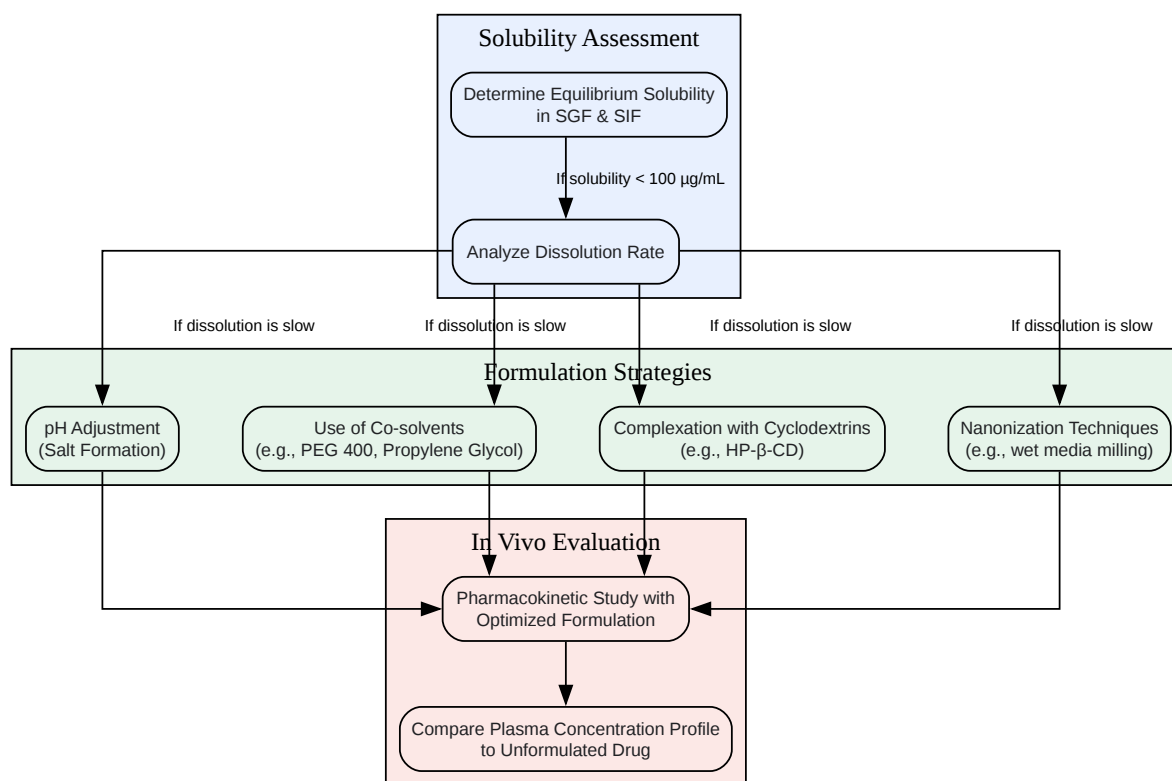 Solubility Assessment
Determine Equilibrium Solubility
in SGF & SIF
If solubility < 100 µg/mL
Analyze Dissolution Rate
If dissolution is slow
If dissolution is slow
If dissolution is slow
If dissolution is slow
Formulation Strategies
pH Adjustment
(Salt Formation)
Use of Co-solvents
(e.g., PEG 400, Propylene Glycol)
Complexation with Cyclodextrins
(e.g., HP-β-CD)
Nanonization Techniques
(e.g., wet media milling)
In Vivo Evaluation
Pharmacokinetic Study with
Optimized Formulation
Compare Plasma Concentration Profile
to Unformulated Drug